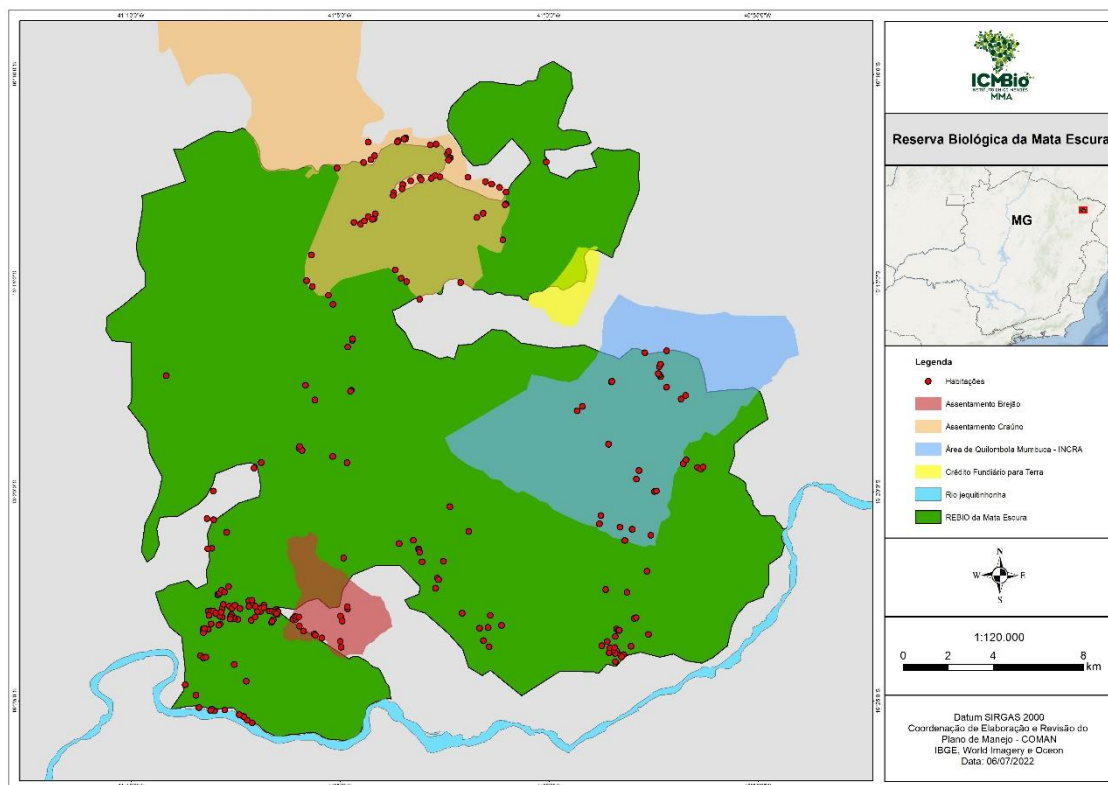 ICMBio
MMA
Reserva Biológica da Mata Escura
MG
Legenda
Habitações
Assentamento Brejão
Assentamento Craúno
Área de Quilombola Mumbuca - INCRA
Crédito Fundiário para Terra
Rio jequitinhonha
REBIO da Mata Escura
N
W E
S
1:120.000
0 2 4 6 8
km
Datum SIRGAS 2000
Coordenação de Elaboração e Revisão do
Plano de Manejo - COMAN
IBGE, World Imagery e Oceon
Data: 06/07/2022